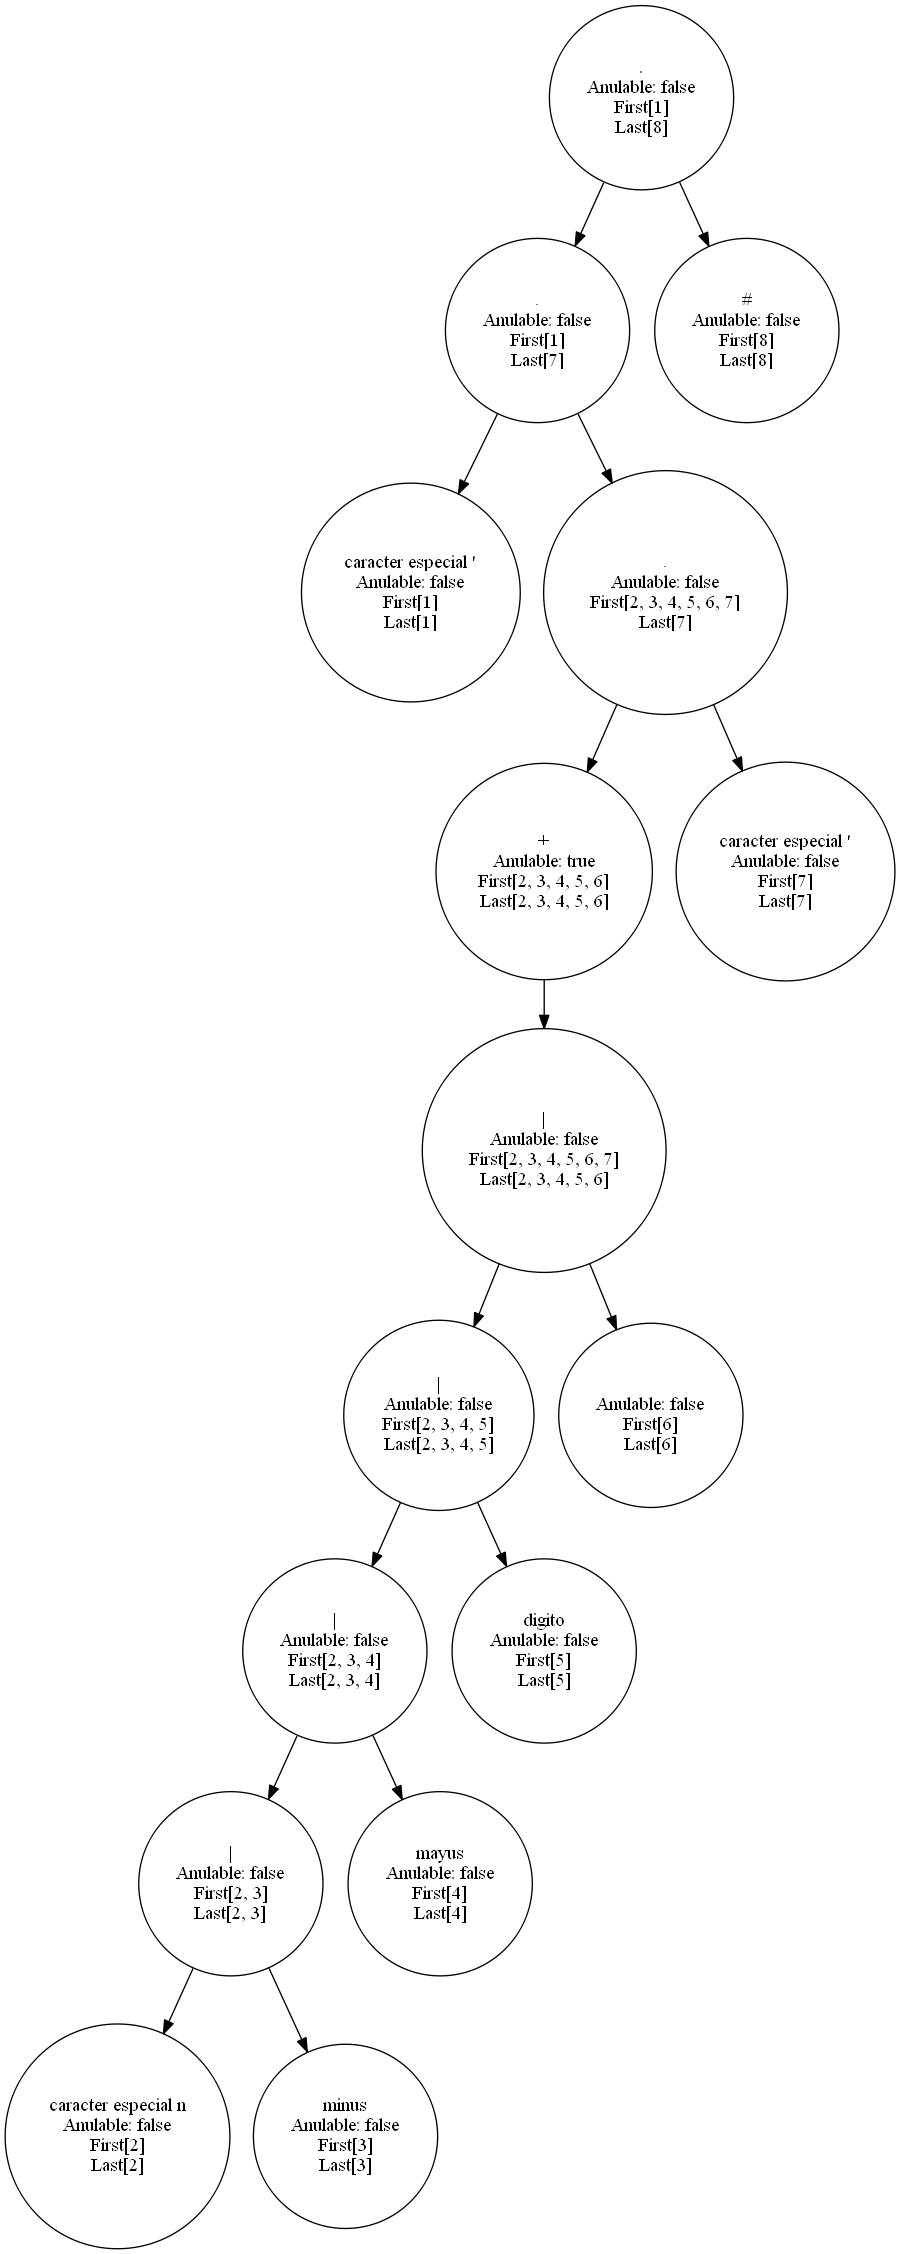 .
Anulable: false
First[1]
Last[8]
.
Anulable: false
First[1]
Last[7]
#
Anulable: false
First[8]
Last[8]
caracter especial '
Anulable: false
First[1]
Last[1]
.
Anulable: false
First[2, 3, 4, 5, 6, 7]
Last[7]
+
Anulable: true
First[2, 3, 4, 5, 6]
Last[2, 3, 4, 5, 6]
caracter especial '
Anulable: false
First[7]
Last[7]
|
Anulable: false
First[2, 3, 4, 5, 6, 7]
Last[2, 3, 4, 5, 6]
|
Anulable: false
First[2, 3, 4, 5]
Last[2, 3, 4, 5]
Anulable: false
First[6]
Last[6]
|
Anulable: false
First[2, 3, 4]
Last[2, 3, 4]
digito
Anulable: false
First[5]
Last[5]
|
Anulable: false
First[2, 3]
Last[2, 3]
mayus
Anulable: false
First[4]
Last[4]
caracter especial n
Anulable: false
First[2]
Last[2]
minus
Anulable: false
First[3]
Last[3]